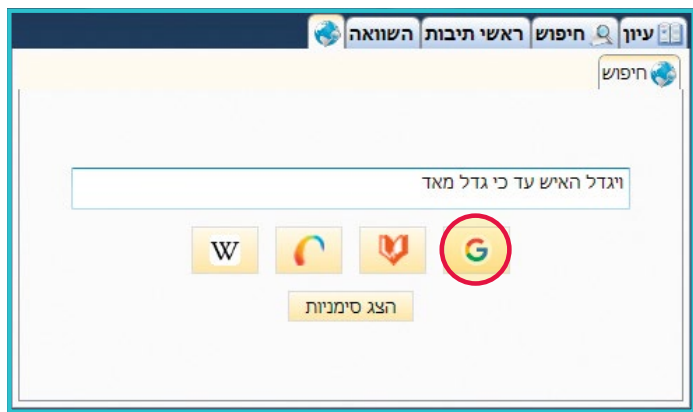 עיון חיפוש ראשי תיבות השוואה
חיפוש
ויגדל האיש עד כי גדל מאד
G W
הצג סימניות